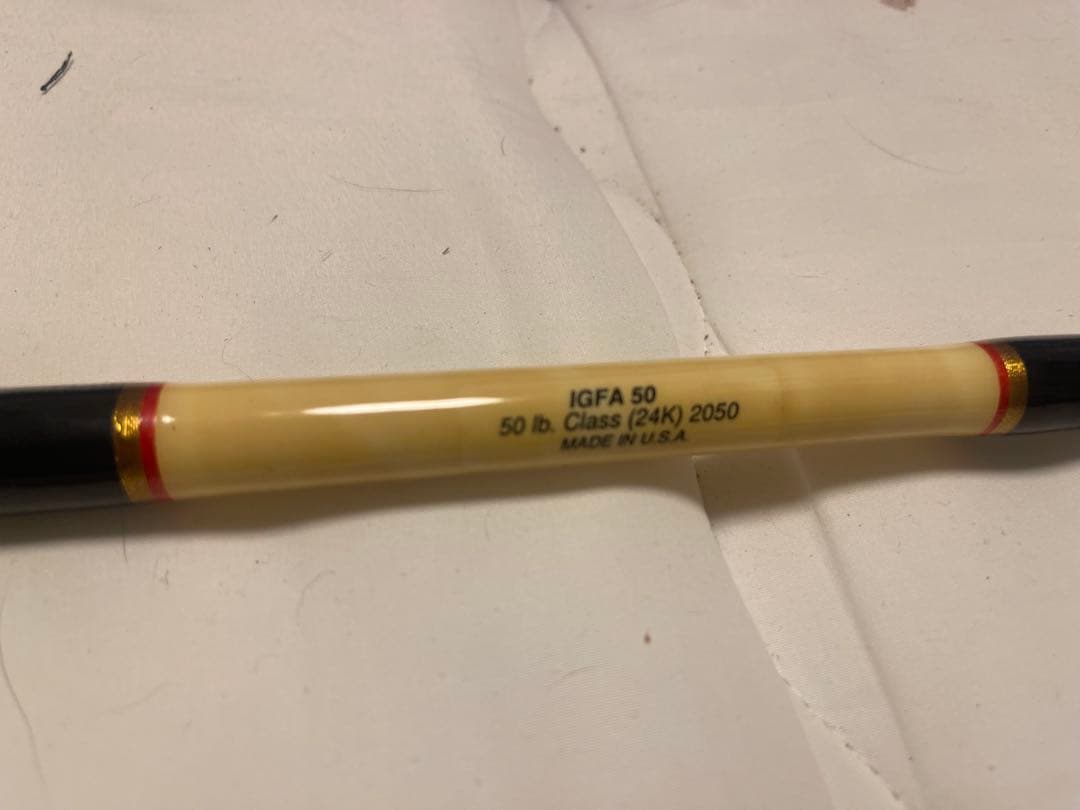 IGFA 50
50 lb. Class (24K) 2050
MADE IN U.S.A.